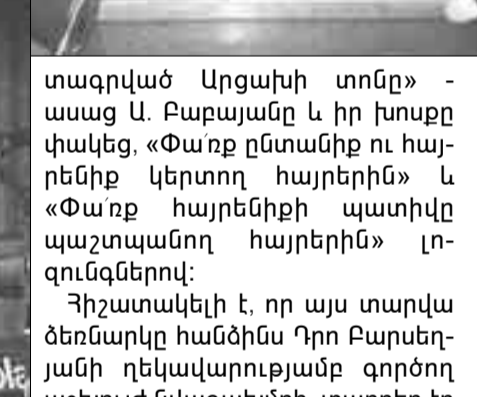 տագրված Արցախի տոնը» -
ասաց Ա. Բաբայանը և իր խոսքը
փակեց, «Փա՛ռք ընտանիք ու հայ-
րենիք կերտող հայրերին» և
«Փա՛ռք հայրենիքի պատիվը
պաշտպանող հայրերին» լո-
զունգներով:
Յիշատակելի է, որ այս տարվա
ձեռնարկը հանձինս Դրո Բարսեղ-
յանի ղեկավարությամբ գործող